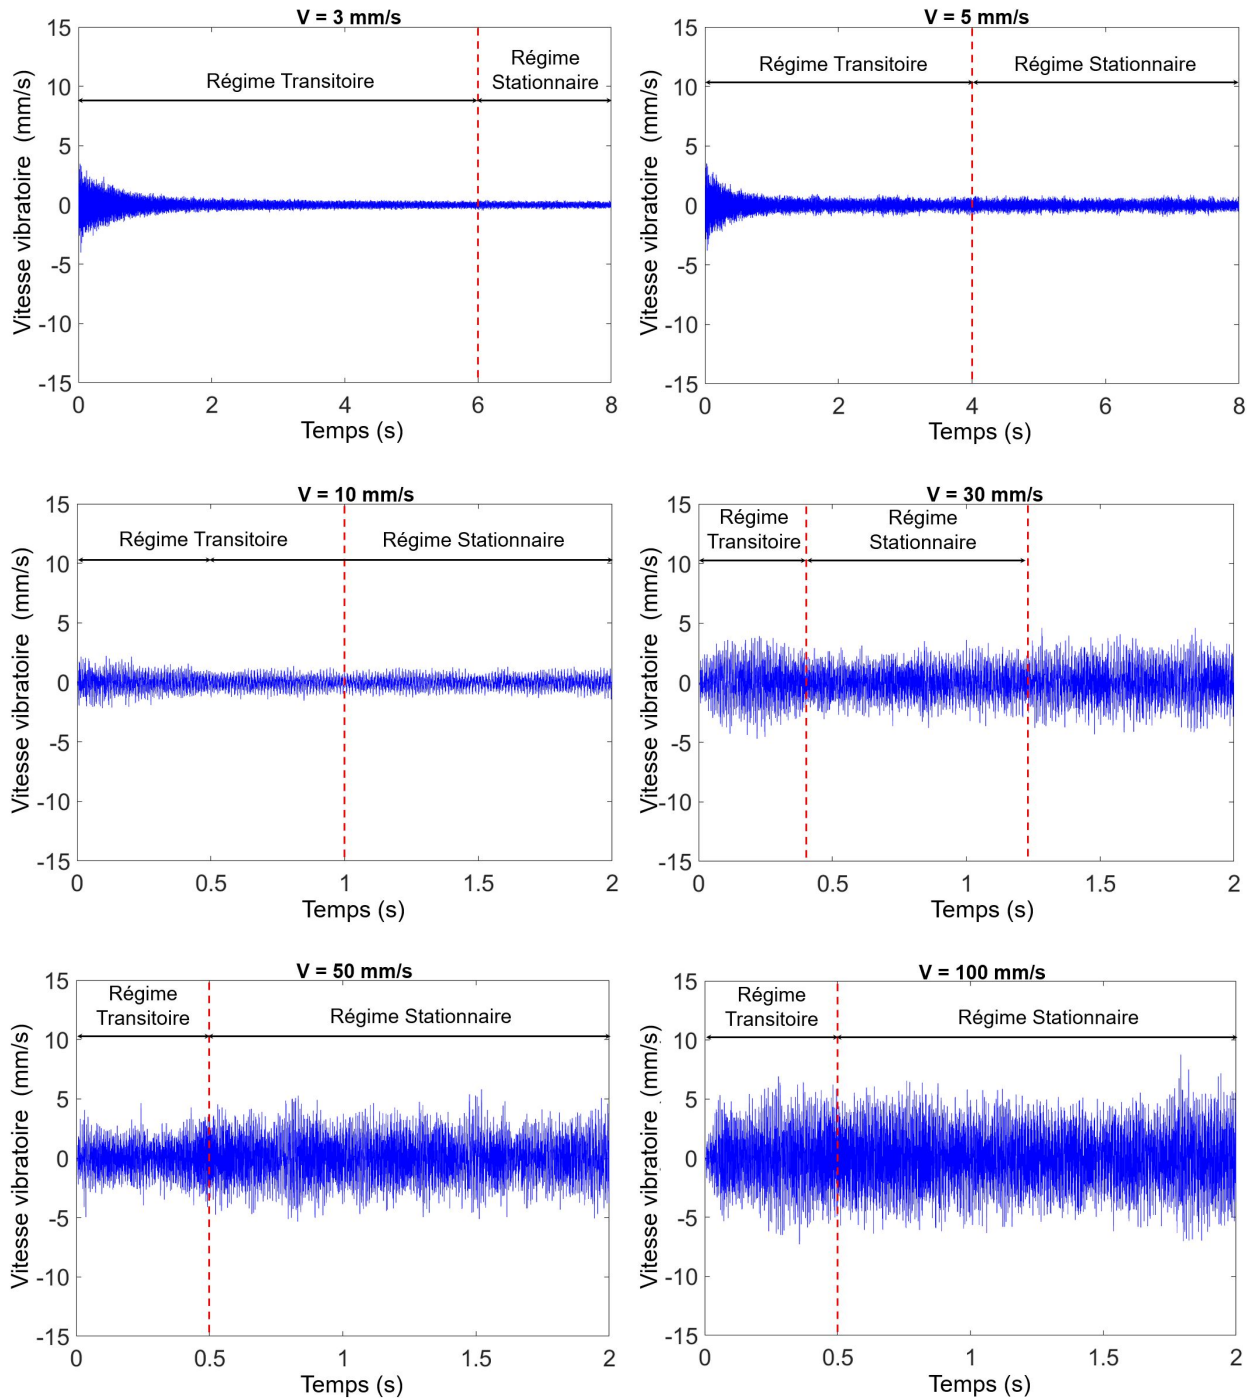 V = 3 mm/s
15
10
5
0
-5
-10
-15
Vitesse vibratoire (mm/s)
Régime Transitoire
Régime
Stationnaire
0 2 4 6 8
Temps (s)
V = 5 mm/s
15
10
5
0
-5
-10
-15
Vitesse vibratoire (mm/s)
Régime Transitoire
Régime Stationnaire
0 2 4 6 8
Temps (s)
V = 10 mm/s
15
10
5
0
-5
-10
-15
Vitesse vibratoire (mm/s)
Régime Transitoire
Régime Stationnaire
0 0.5 1 1.5 2
Temps (s)
V = 30 mm/s
15
10
5
0
-5
-10
-15
Vitesse vibratoire (mm/s)
Régime
Transitoire
Régime
Stationnaire
0 0.5 1 1.5 2
Temps (s)
V = 50 mm/s
15
10
5
0
-5
-10
-15
Vitesse vibratoire (mm/s)
Régime
Transitoire
Régime Stationnaire
0 0.5 1 1.5 2
Temps (s)
V = 100 mm/s
15
10
5
0
-5
-10
-15
Vitesse vibratoire (mm/s)
Régime
Transitoire
Régime Stationnaire
0 0.5 1 1.5 2
Temps (s)